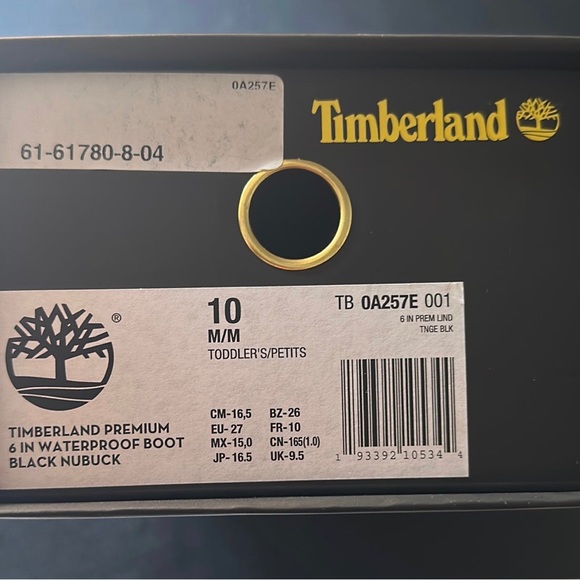 0A257E
61-61780-8-04
Timberland
10
M/M
TODDLER'S/PETITS
TB 0A257E 001
6 IN PREM LIND
TNGE BLK
®
TIMBERLAND PREMIUM
6 IN WATERPROOF BOOT
BLACK NUBUCK
CM-16,5 BZ-26
EU- 27 FR-10
MX-15,0 CN-165(1.0)
JP- 16.5 UK-9.5
1 93392 10534 4